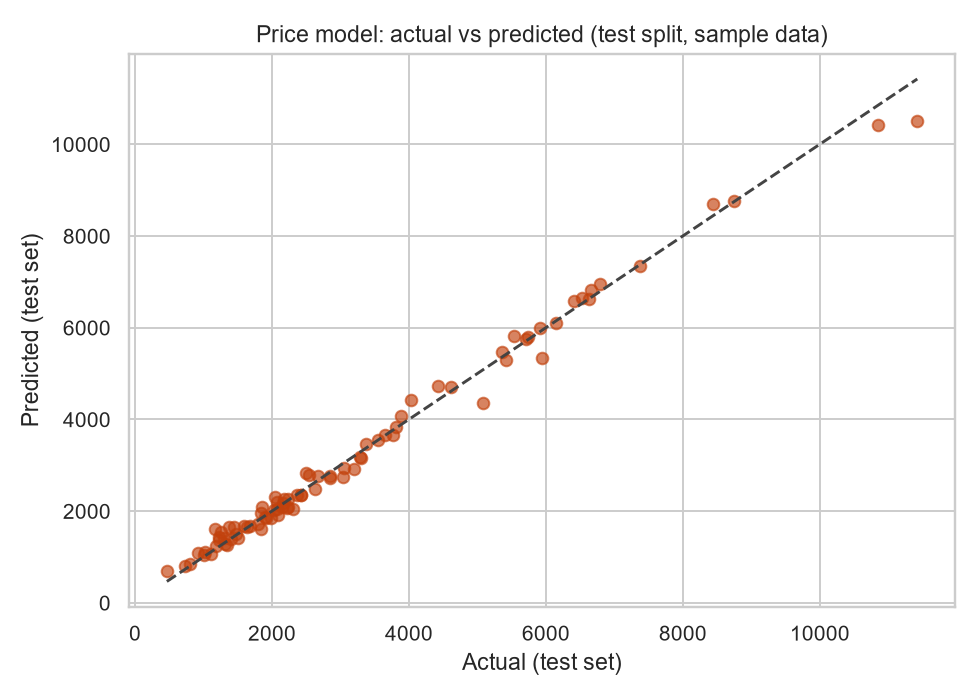 Price model: actual vs predicted (test split, sample data)
Predicted (test set)
10000
8000
6000
4000
2000
0
0 2000 4000 6000 8000 10000
Actual (test set)